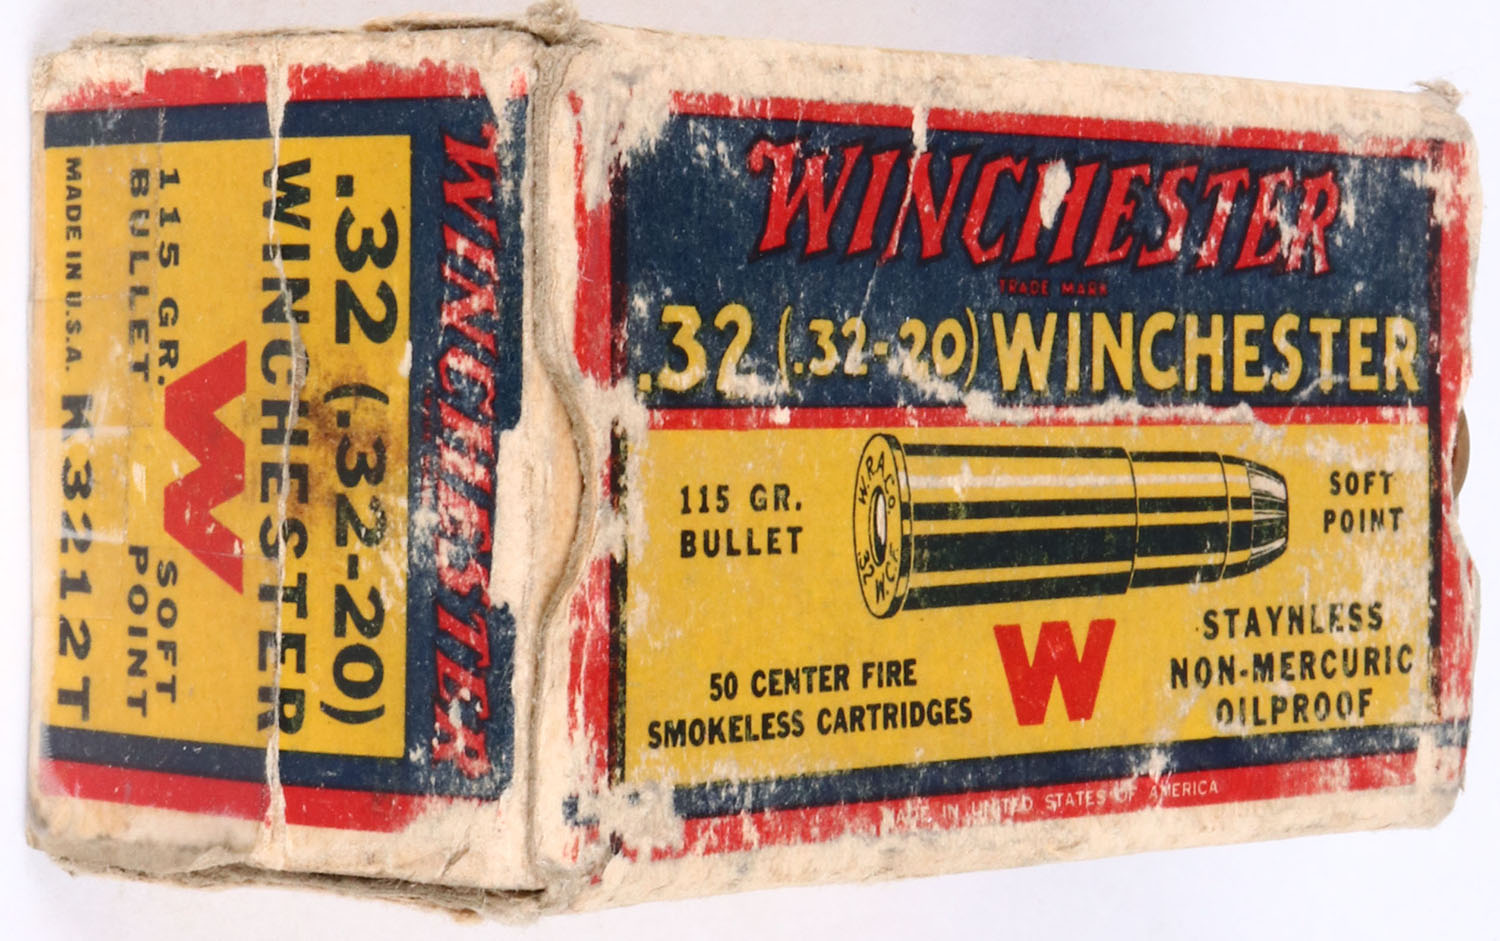 WINCHESTER
TRADE MARK
.32 (.32-20) WINCHESTER
115 GR.
BULLET
W.R.A.Co.
32 W.C.F.
SOFT
POINT
50 CENTER FIRE
SMOKELESS CARTRIDGES
W
STAYNLESS
NON-MERCURIC
OILPROOF
MADE IN UNITED STATES OF AMERICA
WINCHESTER
.32 (.32-20)
WINCHESTER
W
115 GR. SOFT
BULLET POINT
MADE IN U.S.A. K3212T